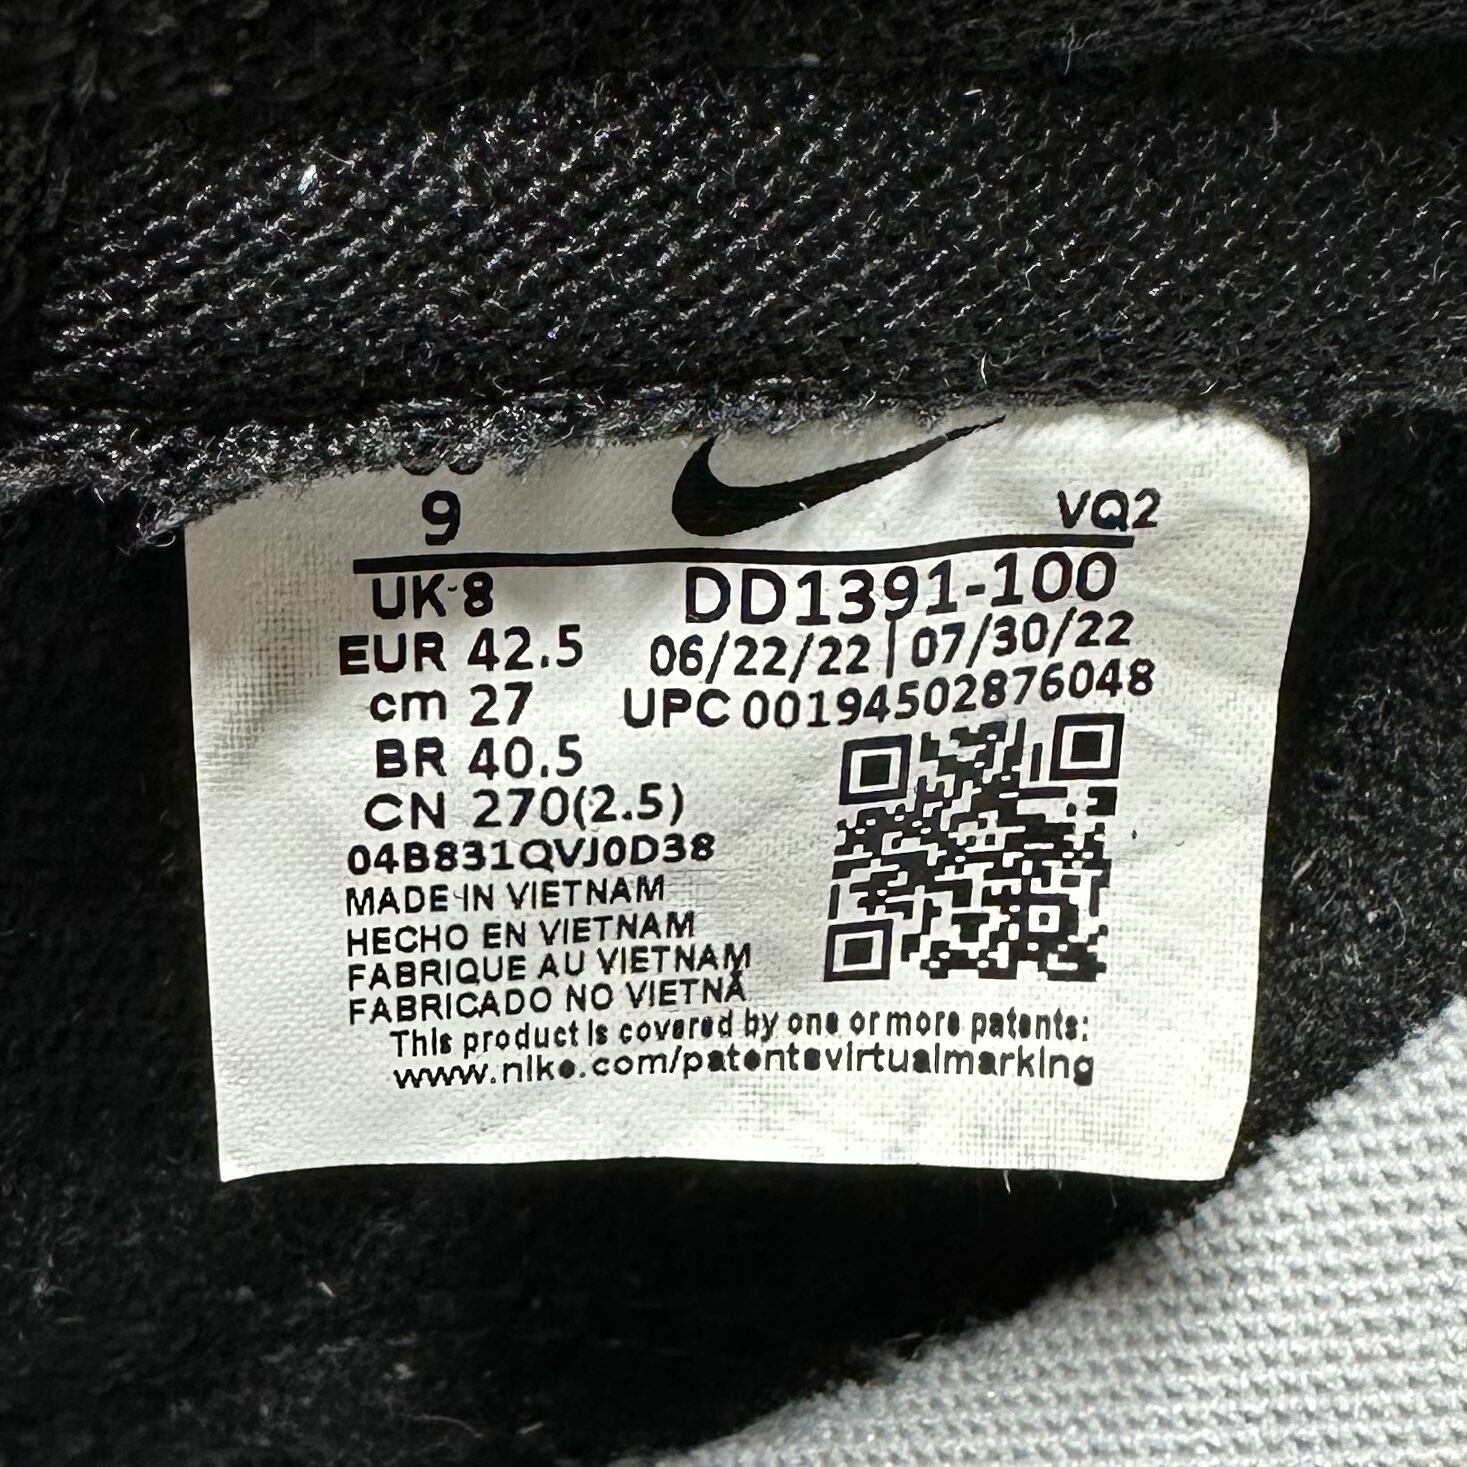 9
VQ2
UK 8
DD1391-100
EUR 42.5
06/22/22 | 07/30/22
cm 27
UPC 00194502876048
BR 40.5
CN 270(2.5)
04B831QVJ0D38
MADE IN VIETNAM
HECHO EN VIETNAM
FABRIQUE AU VIETNAM
FABRICADO NO VIETNÃ
This product is covered by one or more patents:
www.nike.com/patentsvirtualmarking